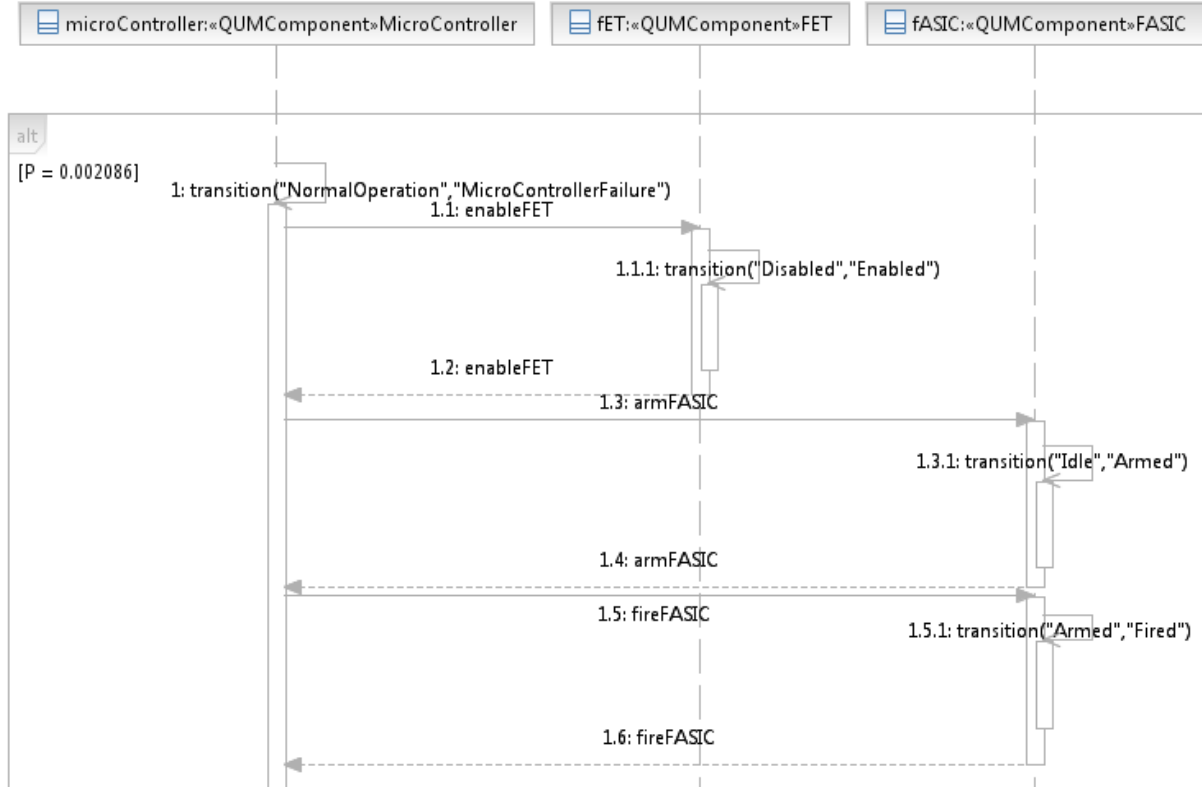 microController:«QUMComponent»MicroController
fET:«QUMComponent»FET
fASIC:«QUMComponent»FASIC
alt
[P = 0.002086]
1: transition("NormalOperation","MicroControllerFailure")
1.1: enableFET
1.1.1: transition("Disabled","Enabled")
1.2: enableFET
1.3: armFASIC
1.3.1: transition("Idle","Armed")
1.4: armFASIC
1.5: fireFASIC
1.5.1: transition("Armed","Fired")
1.6: fireFASIC